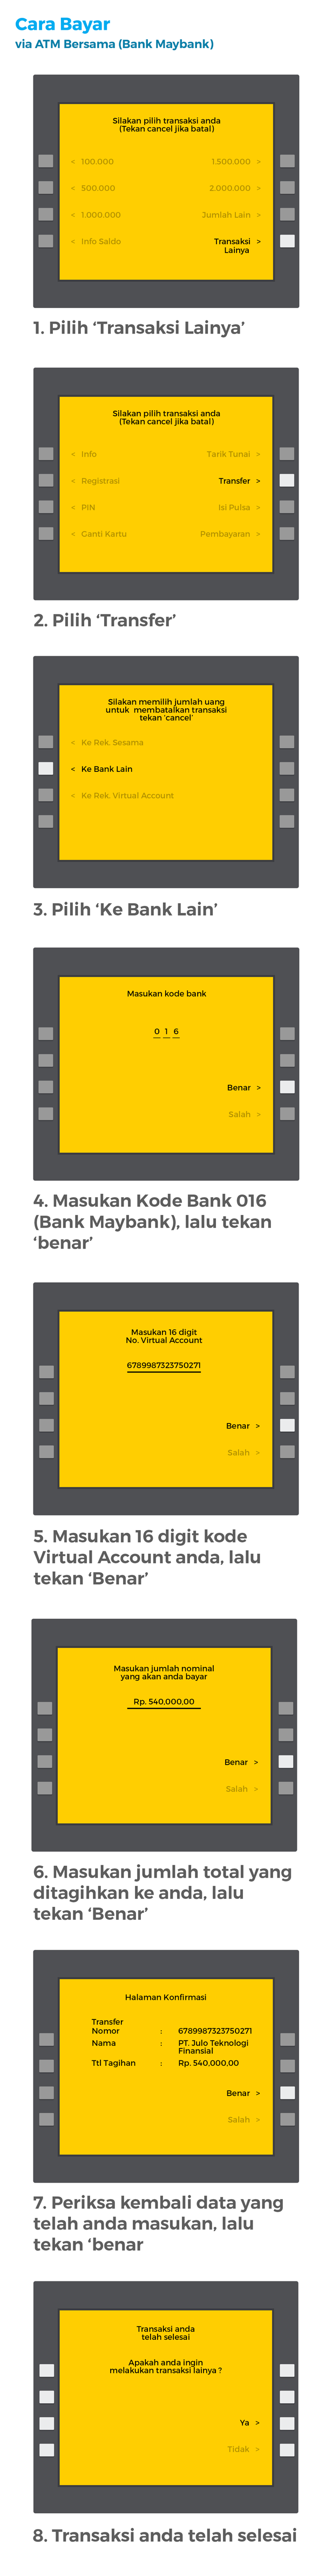 Cara Bayar
via ATM Bersama (Bank Maybank)
Silakan pilih transaksi anda
(Tekan cancel jika batal)
< 100.000 1.500.000 >
< 500.000 2.000.000 >
< 1.000.000 Jumlah Lain >
< Info Saldo Transaksi >
Lainya
1. Pilih ‘Transaksi Lainya’
Silakan pilih transaksi anda
(Tekan cancel jika batal)
< Info Tarik Tunai >
< Registrasi Transfer >
< PIN Isi Pulsa >
< Ganti Kartu Pembayaran >
2. Pilih ‘Transfer’
Silakan memilih jumlah uang
untuk membatalkan transaksi
tekan ‘cancel’
< Ke Rek. Sesama
< Ke Bank Lain
< Ke Rek. Virtual Account
3. Pilih ‘Ke Bank Lain’
Masukan kode bank
0 1 6
Benar >
Salah >
4. Masukan Kode Bank 016
(Bank Maybank), lalu tekan
‘benar’
Masukan 16 digit
No. Virtual Account
6789987323750271
Benar >
Salah >
5. Masukan 16 digit kode
Virtual Account anda, lalu
tekan ‘Benar’
Masukan jumlah nominal
yang akan anda bayar
Rp. 540,000,00
Benar >
Salah >
6. Masukan jumlah total yang
ditagihkan ke anda, lalu
tekan ‘Benar’
Halaman Konfirmasi
Transfer
Nomor : 6789987323750271
Nama : PT. Julo Teknologi
Finansial
Ttl Tagihan : Rp. 540,000,00
Benar >
Salah >
7. Periksa kembali data yang
telah anda masukan, lalu
tekan ‘benar
Transaksi anda
telah selesai
Apakah anda ingin
melakukan transaksi lainya ?
Ya >
Tidak >
8. Transaksi anda telah selesai